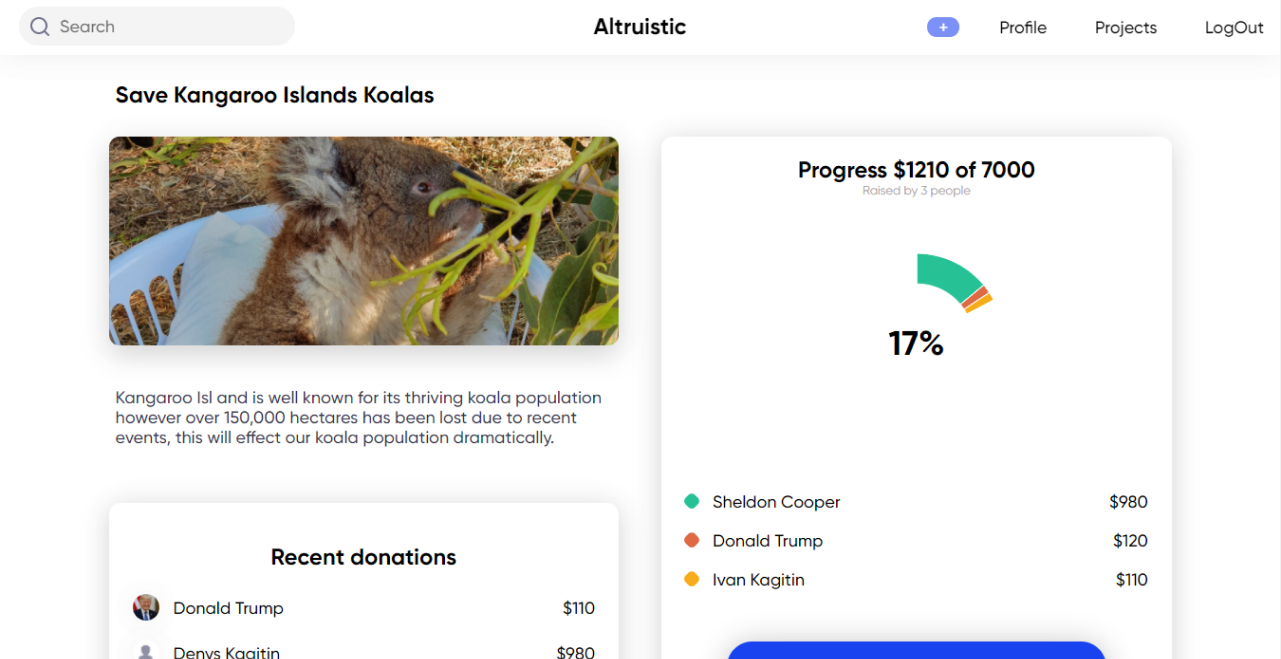 Search
Altruistic
+
Profile
Projects
LogOut
Save Kangaroo Islands Koalas
Kangaroo Isl and is well known for its thriving koala population
however over 150,000 hectares has been lost due to recent
events, this will effect our koala population dramatically.
Recent donations
Donald Trump $110
Denys Kagitin $980
Progress $1210 of 7000
Raised by 3 people
17%
Sheldon Cooper $980
Donald Trump $120
Ivan Kagitin $110